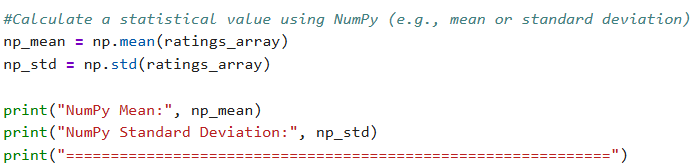 #Calculate a statistical value using NumPy (e.g., mean or standard deviation)
np_mean = np.mean(ratings_array)
np_std = np.std(ratings_array)
print("NumPy Mean:", np_mean)
print("NumPy Standard Deviation:", np_std)
print("=============================================================")